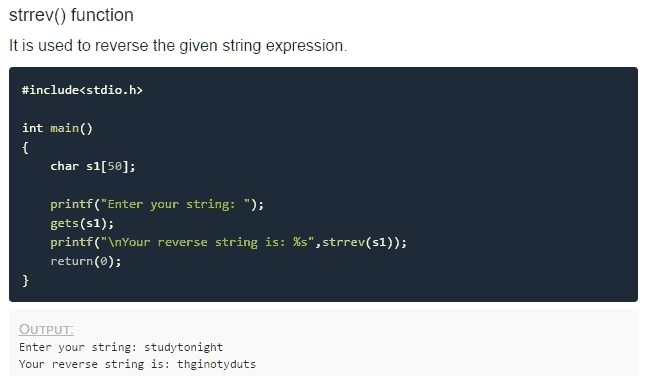 strrev() function
It is used to reverse the given string expression.
#include<stdio.h>
int main()
{
char s1[50];
printf("Enter your string: ");
gets(s1);
printf("\nYour reverse string is: %s",strrev(s1));
return(0);
}
OUTPUT:
Enter your string: studytonight
Your reverse string is: thginotyduts